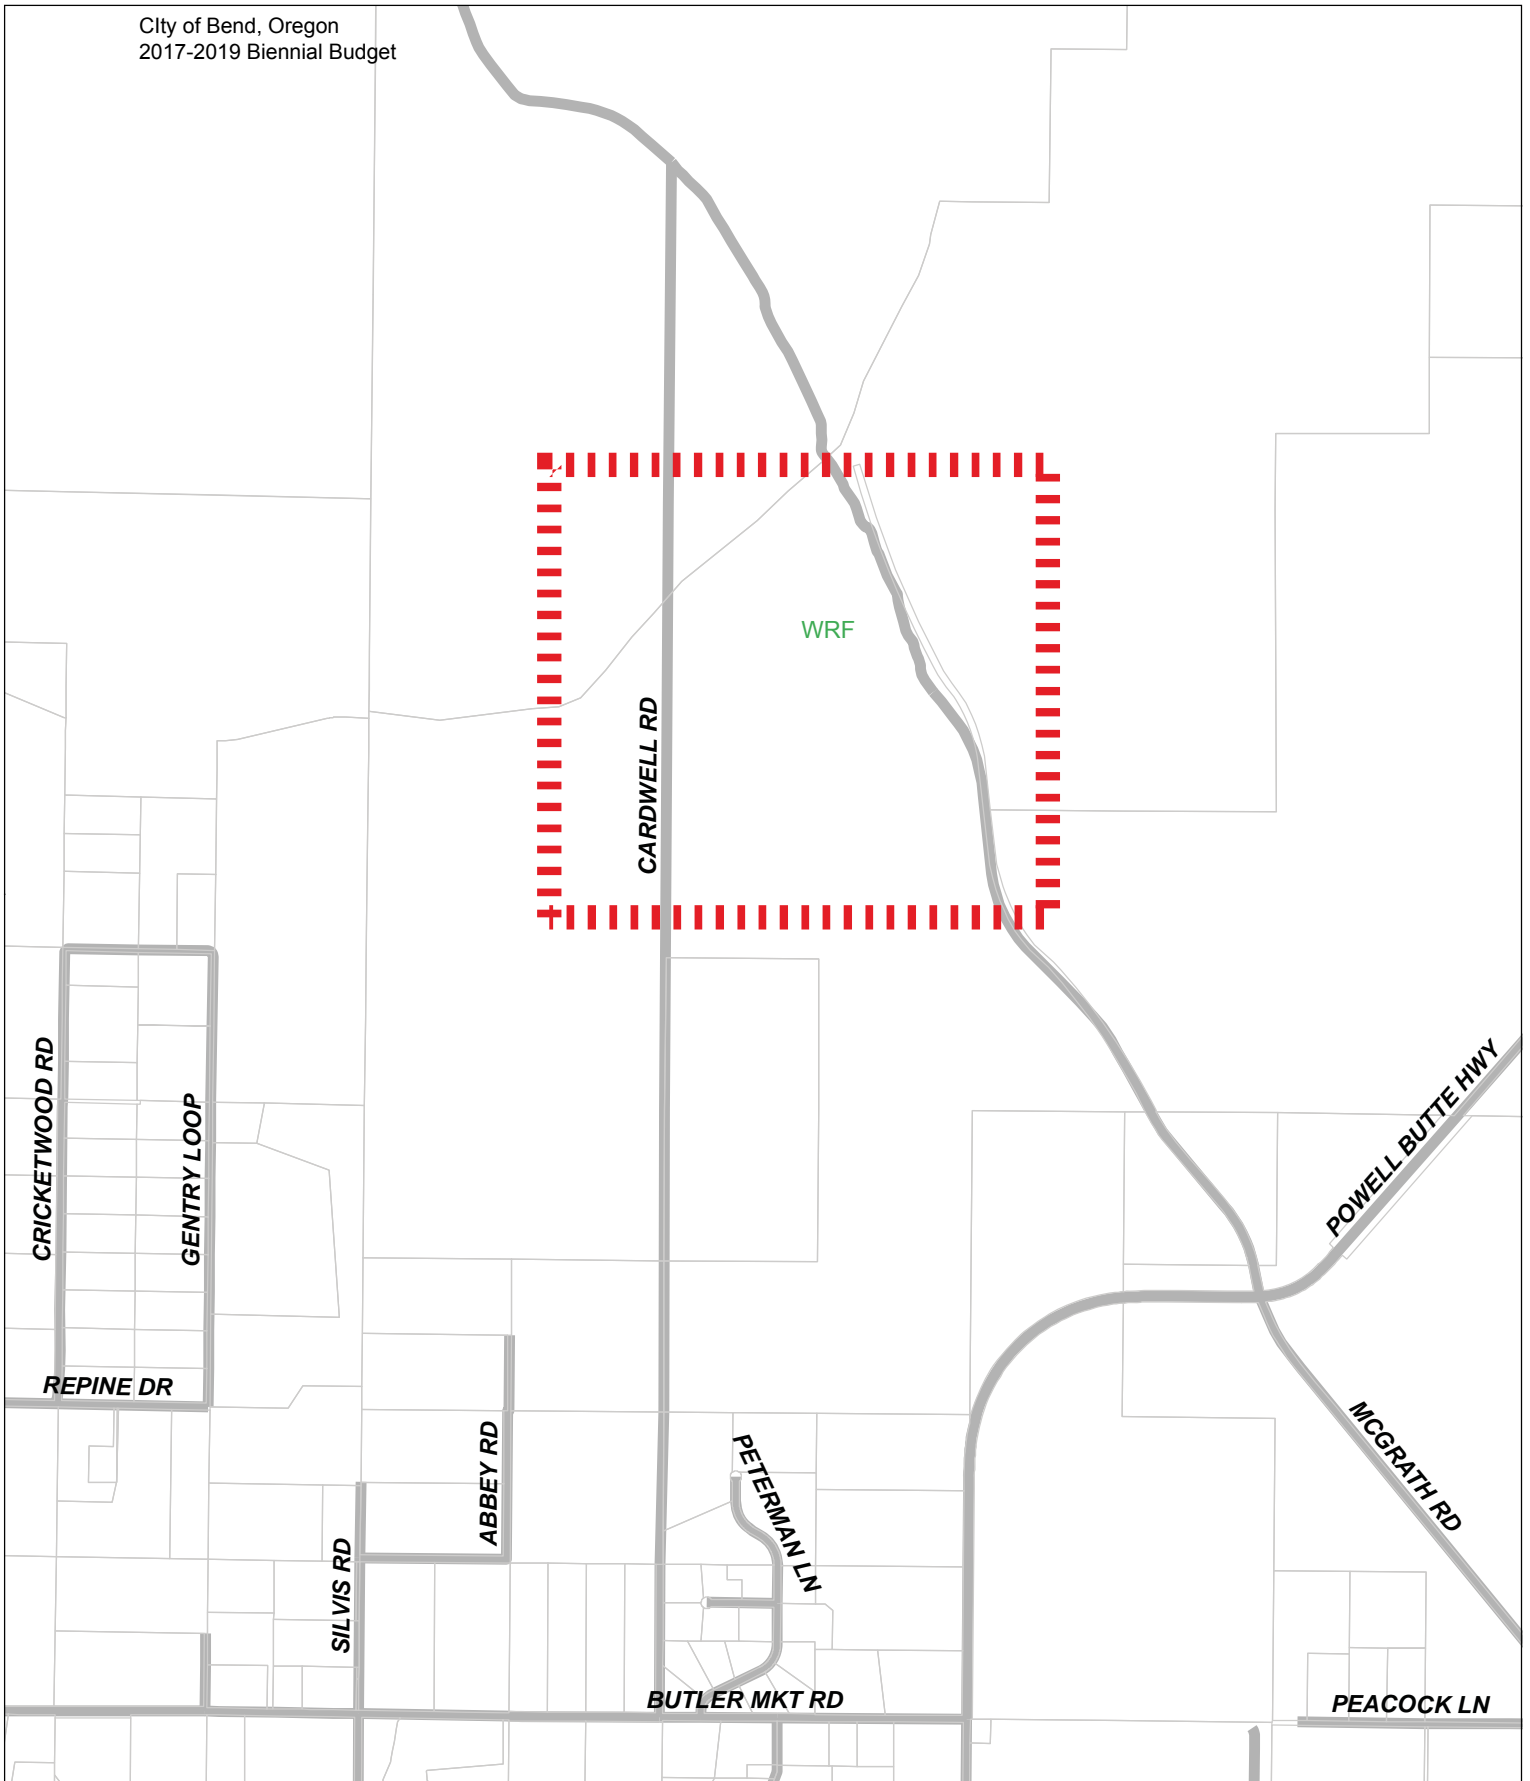 CIty of Bend, Oregon
2017-2019 Biennial Budget
WRF
CARDWELL RD
CRICKETWOOD RD
GENTRY LOOP
POWELL BUTTE HWY
REPINE DR
ABBEY RD
PETERMAN LN
MCGRATH RD
SILVIS RD
BUTLER MKT RD
PEACOCK LN